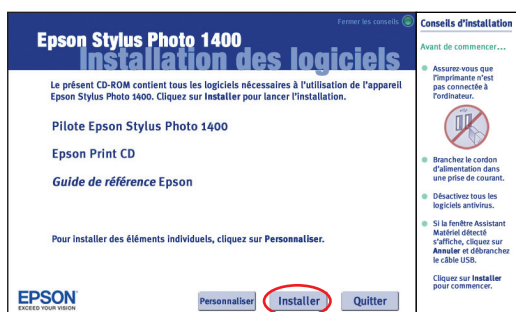 Fermer les conseils
Epson Stylus Photo 1400
Installation des logiciels
Le présent CD-ROM contient tous les logiciels nécessaires à l'utilisation de l'appareil
Epson Stylus Photo 1400. Cliquez sur Installer pour lancer l'installation.
Pilote Epson Stylus Photo 1400
Epson Print CD
Guide de référence Epson
Pour installer des éléments individuels, cliquez sur Personnaliser.
EPSON
EXCEED YOUR VISION
Personnaliser
Installer
Quitter
Conseils d'installation
Avant de commencer...
Assurez-vous que
l'imprimante n'est
pas connectée à
l'ordinateur.
Branchez le cordon
d'alimentation dans
une prise de courant.
Désactivez tous les
logiciels antivirus.
Si la fenêtre Assistant
Matériel détecté
s'affiche, cliquez sur
Annuler et débranchez
le câble USB.
Cliquez sur Installer
pour commencer.